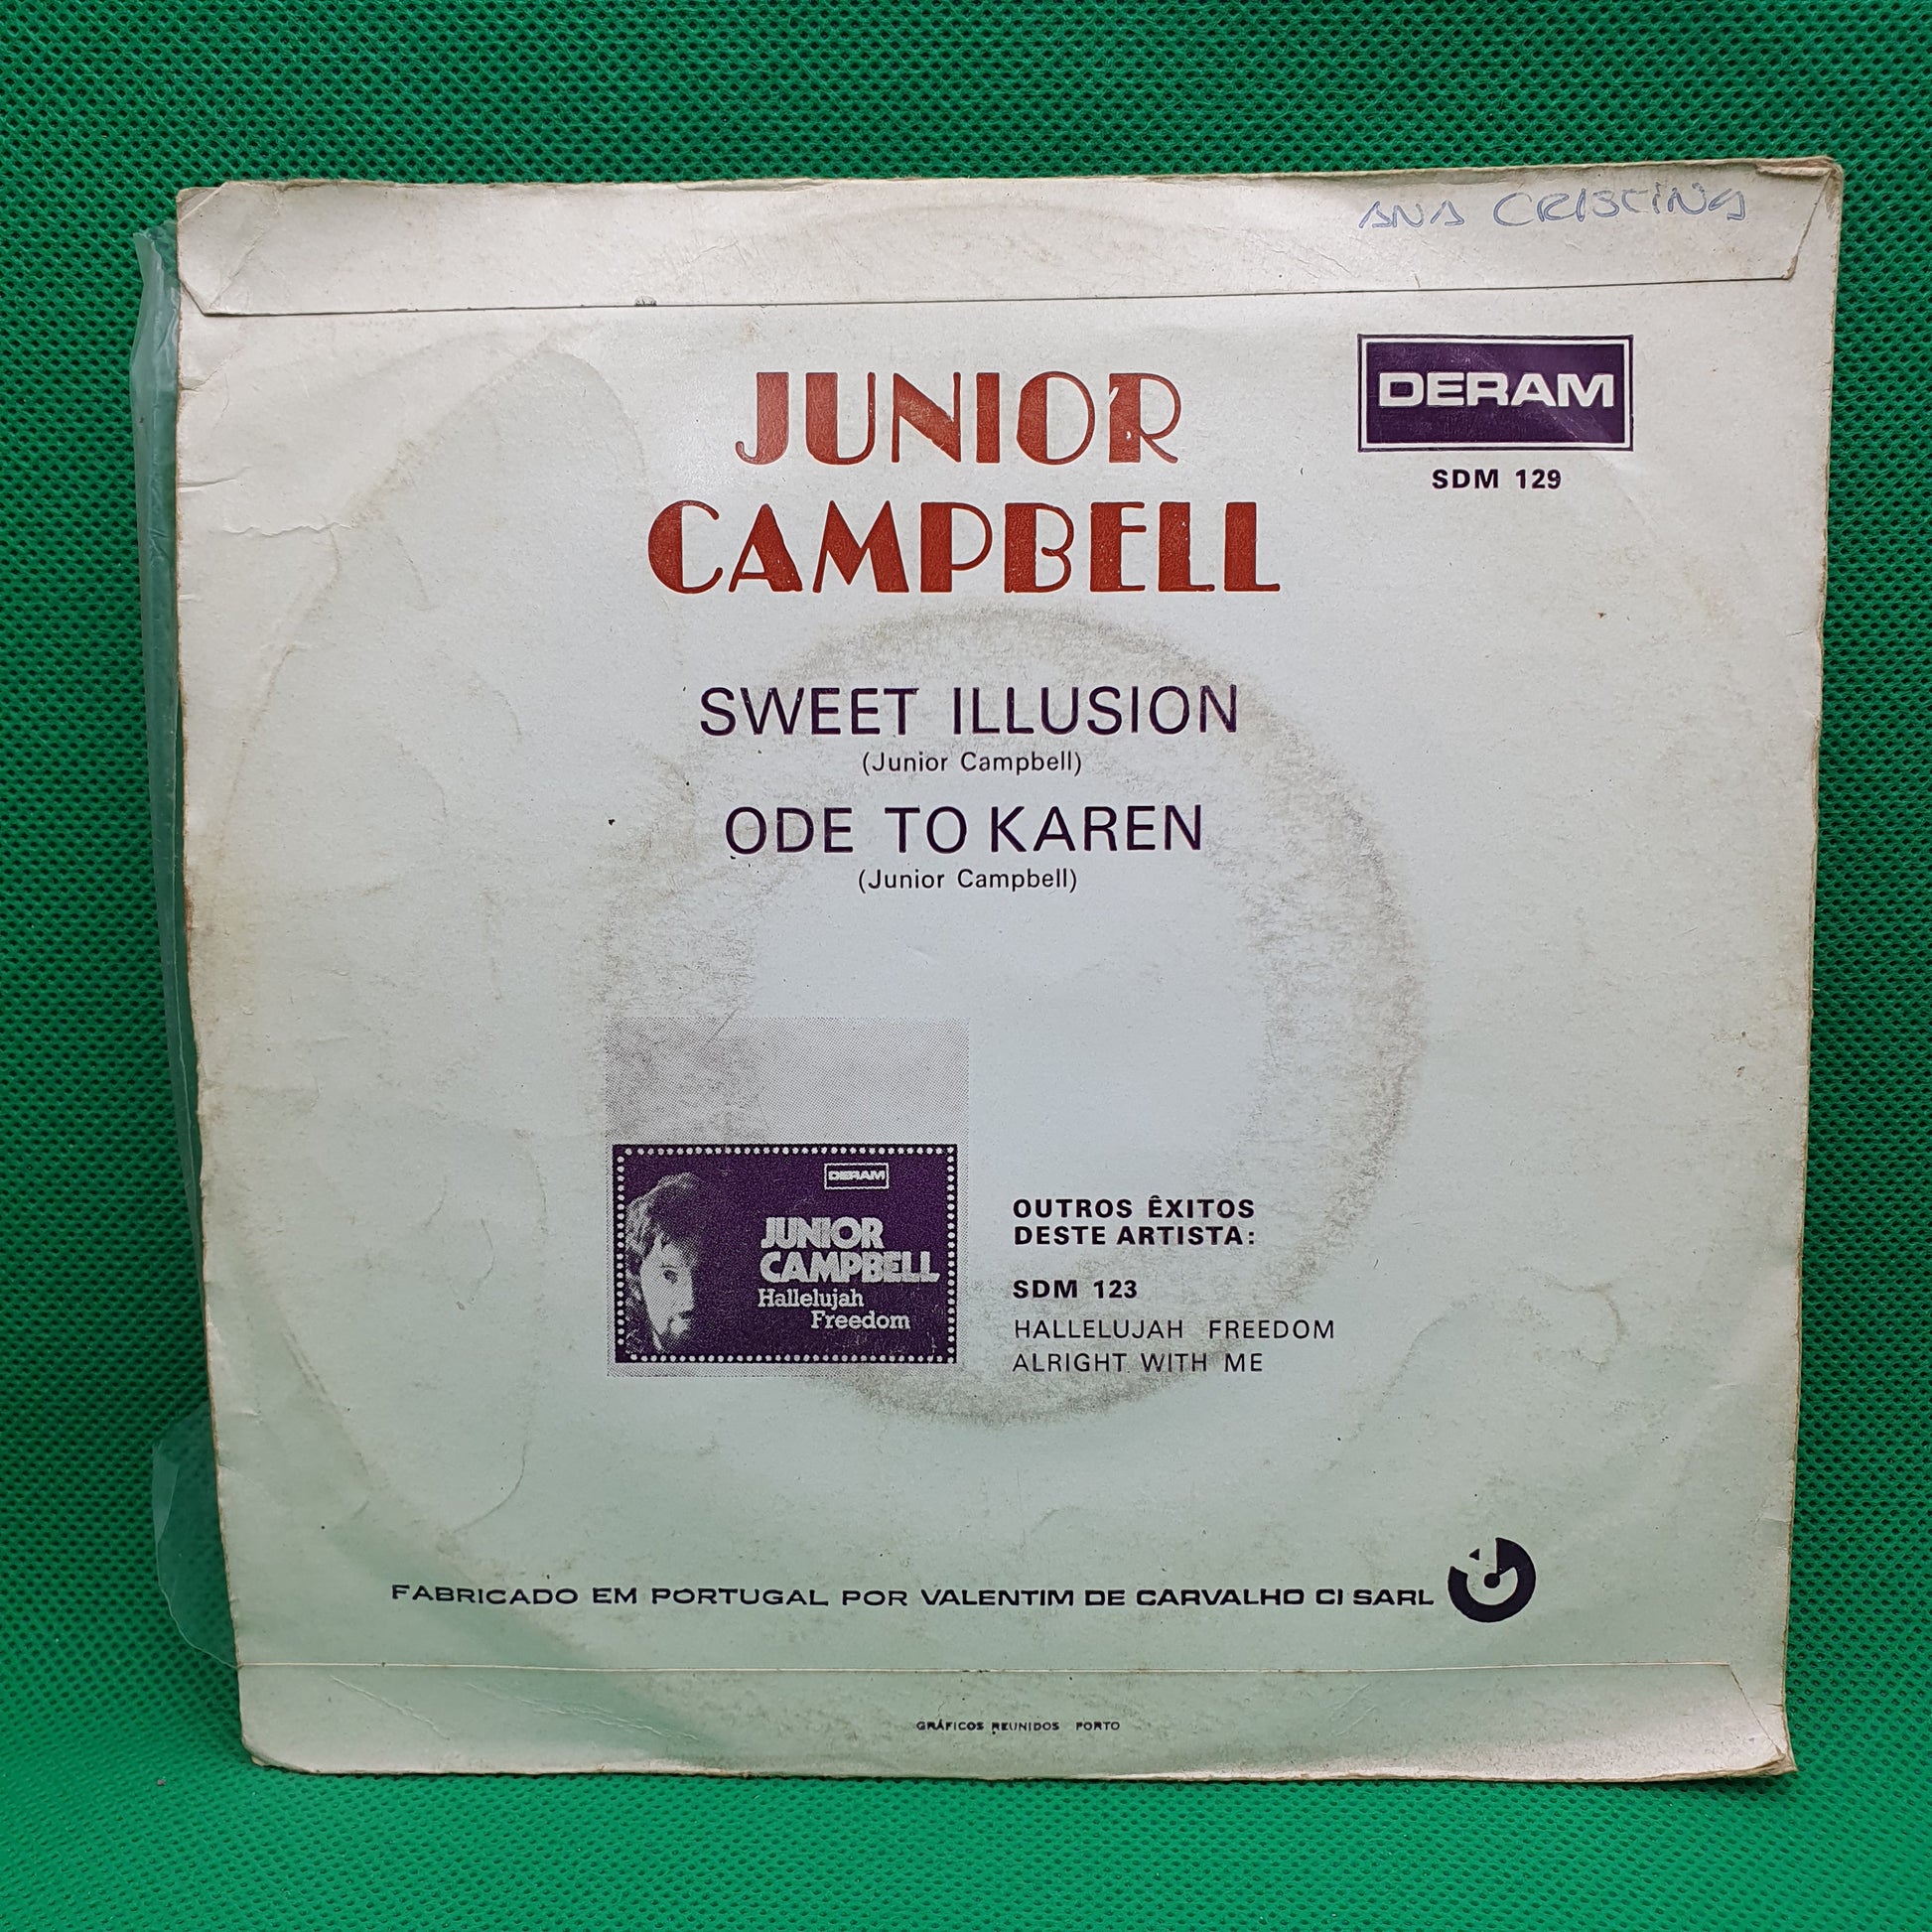 ANA CRISTINA
DERAM
SDM 129
JUNIOR
CAMPBELL
SWEET ILLUSION
(Junior Campbell)
ODE TO KAREN
(Junior Campbell)
DERAM
JUNIOR
CAMPBELL
Hallelujah
Freedom
OUTROS ÊXITOS
DESTE ARTISTA:
SDM 123
HALLELUJAH FREEDOM
ALRIGHT WITH ME
FABRICADO EM PORTUGAL POR VALENTIM DE CARVALHO CI SARL
GRÁFICOS REUNIDOS PORTO